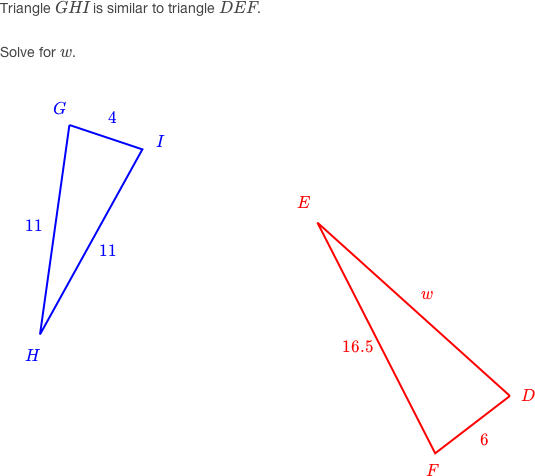 Triangle GHI is similar to triangle DEF.
Solve for w.
G
4
I
11
11
H
E
w
16.5
D
6
F